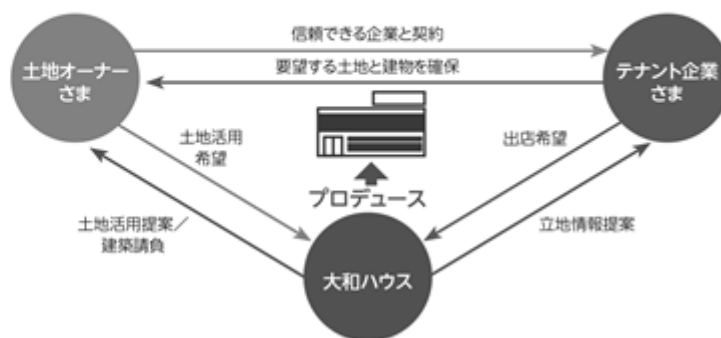 信頼できる企業と契約
土地オーナー
さま
要望する土地と建物を確保
テナント企業
さま
土地活用
希望
出店希望
プロデュース
土地活用提案／
建築請負
立地情報提案
大和ハウス